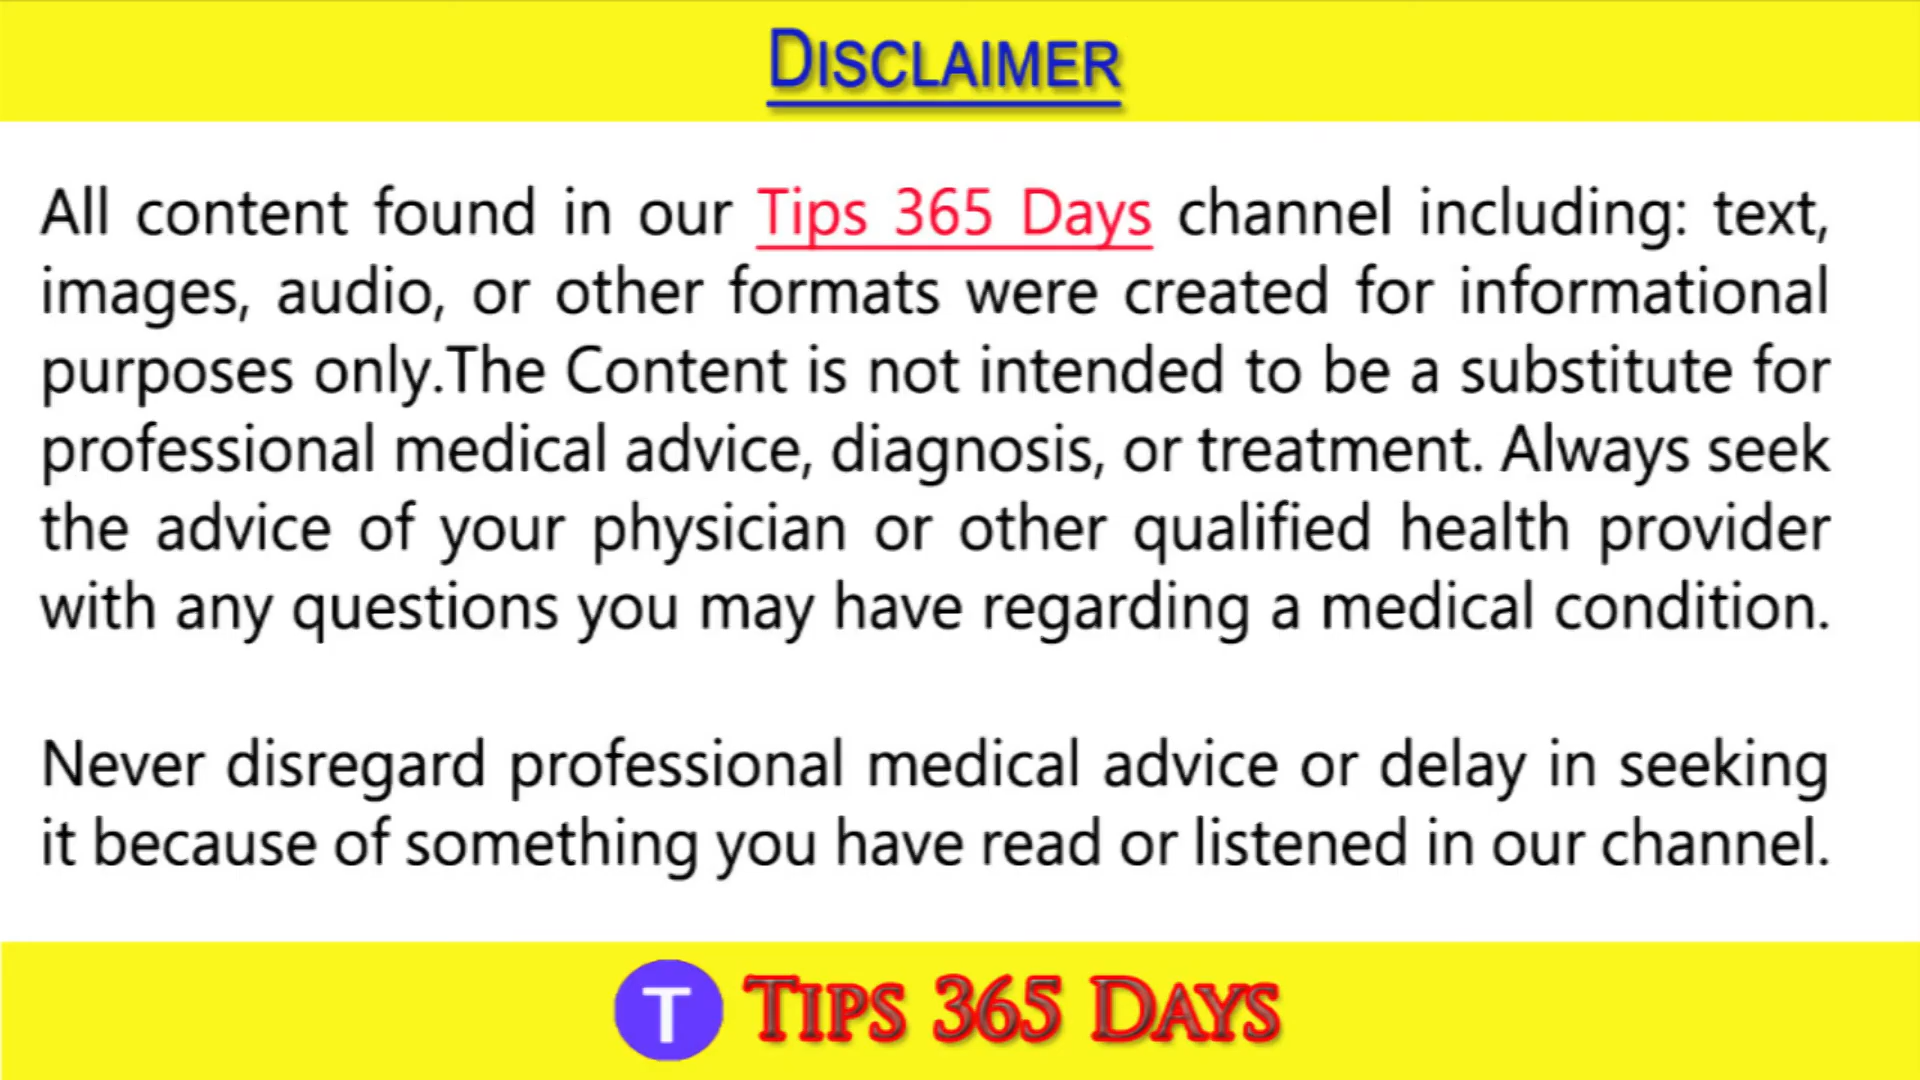 DISCLAIMER
All content found in our Tips 365 Days channel including: text,
images, audio, or other formats were created for informational
purposes only.The Content is not intended to be a substitute for
professional medical advice, diagnosis, or treatment. Always seek
the advice of your physician or other qualified health provider
with any questions you may have regarding a medical condition.
Never disregard professional medical advice or delay in seeking
it because of something you have read or listened in our channel.
T TIPS 365 DAYS